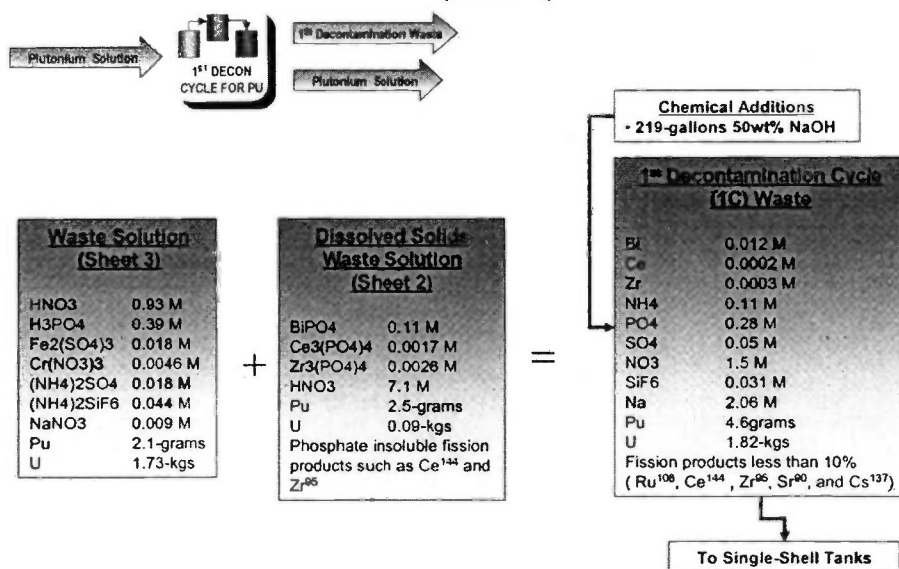 Plutonium Solution
1ST DECON
CYCLE FOR PU
1st Decontamination Waste
Plutonium Solution
Chemical Additions
- 219-gallons 50wt% NaOH
Waste Solution
(Sheet 3)
HNO3 0.93 M
H3PO4 0.39 M
Fe2(SO4)3 0.018 M
Cr(NO3)3 0.0046 M
(NH4)2SO4 0.018 M
(NH4)2SiF6 0.044 M
NaNO3 0.009 M
Pu 2.1-grams
U 1.73-kgs
+
Dissolved Solids
Waste Solution
(Sheet 2)
BiPO4 0.11 M
Ce3(PO4)4 0.0017 M
Zr3(PO4)4 0.0026 M
HNO3 7.1 M
Pu 2.5-grams
U 0.09-kgs
Phosphate insoluble fission
products such as Ce144 and
Zr95
=
1st Decontamination Cycle
(1C) Waste
Bi 0.012 M
Ce 0.0002 M
Zr 0.0003 M
NH4 0.11 M
PO4 0.28 M
SO4 0.05 M
NO3 1.5 M
SiF6 0.031 M
Na 2.06 M
Pu 4.6grams
U 1.82-kgs
Fission products less than 10%
( Ru106, Ce144 , Zr95, Sr90, and Cs137)
To Single-Shell Tanks